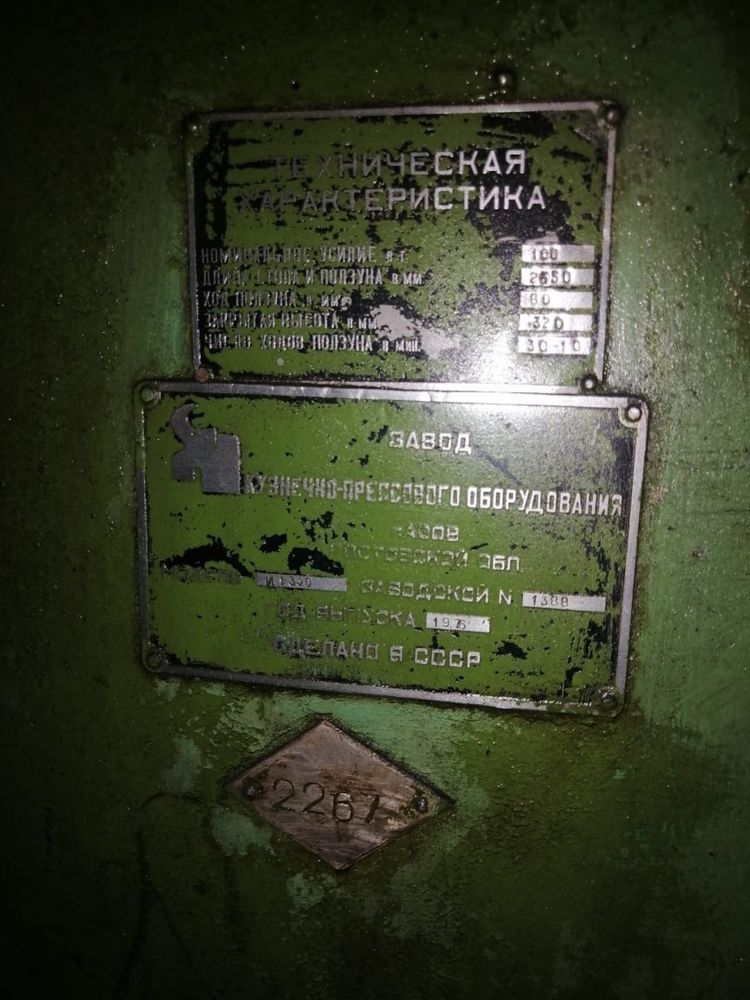 ТЕХНИЧЕСКАЯ
ХАРАКТЕРИСТИКА
НОМИНАЛЬНОЕ УСИЛИЕ в т. 100
ДЛИНА СТОЛА И ПОЛЗУНА в мм 2550
ХОД ПОЛЗУНА в мм 80
ЗАКРЫТАЯ ВЫСОТА в мм 320
ЧИСЛО ХОДОВ ПОЛЗУНА в мин. 30-10
ЗАВОД
КУЗНЕЧНО-ПРЕССОВОГО ОБОРУДОВАНИЯ
АЗОВ
РОСТОВСКОЙ ОБЛ
И1330 ЗАВОДСКОЙ N 1388
ГОД ВЫПУСКА 1976
СДЕЛАНО В СССР
2267